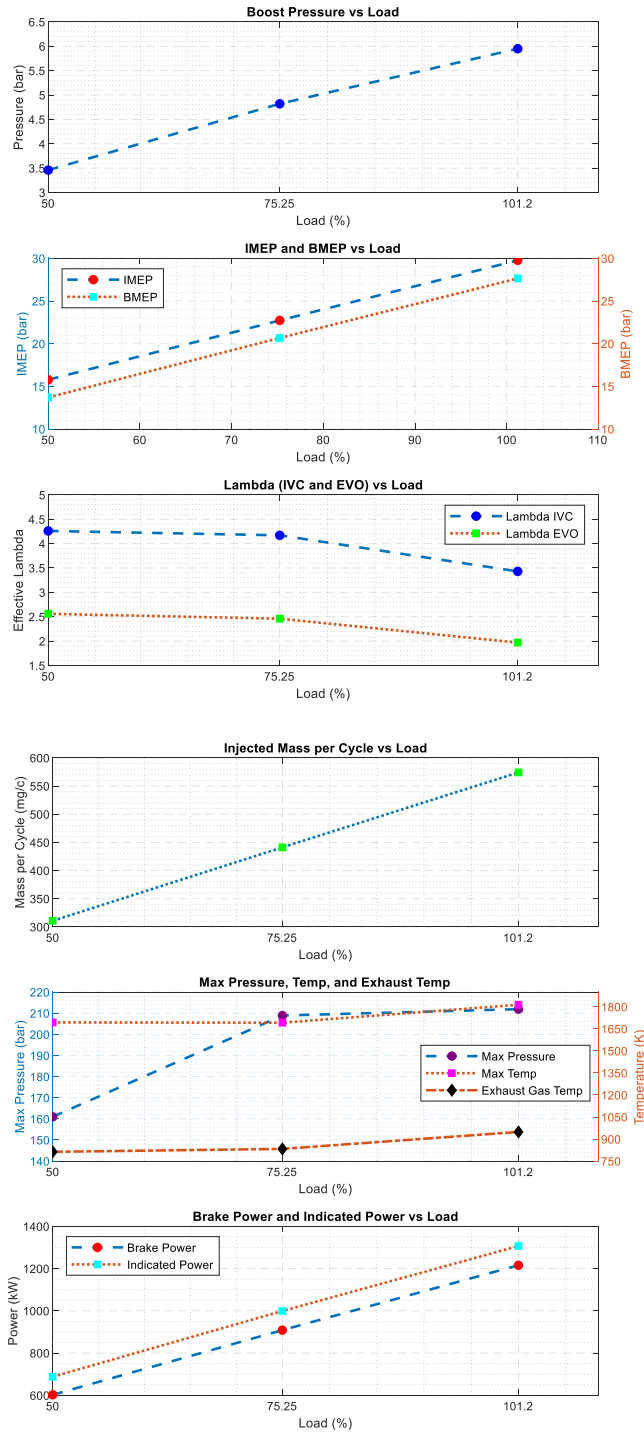 Boost Pressure vs Load
6.5
6
5.5
5
4.5
4
3.5
3
Pressure (bar)
50 75.25 101.2
Load (%)
IMEP and BMEP vs Load
30
25
20
15
10
IMEP (bar)
IMEP
BMEP
30
25
20
15
10
BMEP (bar)
50 60 70 80 90 100 110
Load (%)
Lambda (IVC and EVO) vs Load
5
4.5
4
3.5
3
2.5
2
1.5
Effective Lambda
Lambda IVC
Lambda EVO
50 75.25 101.2
Load (%)
Injected Mass per Cycle vs Load
600
550
500
450
400
350
300
Mass per Cycle (mg/c)
50 75.25 101.2
Load (%)
Max Pressure, Temp, and Exhaust Temp
220
210
200
190
180
170
160
150
140
Max Pressure (bar)
Max Pressure
Max Temp
Exhaust Gas Temp
1800
1650
1500
1350
1200
1050
900
750
Temperature (K)
50 75.25 101.2
Load (%)
Brake Power and Indicated Power vs Load
1400
1200
1000
800
600
Power (kW)
Brake Power
Indicated Power
50 75.25 101.2
Load (%)